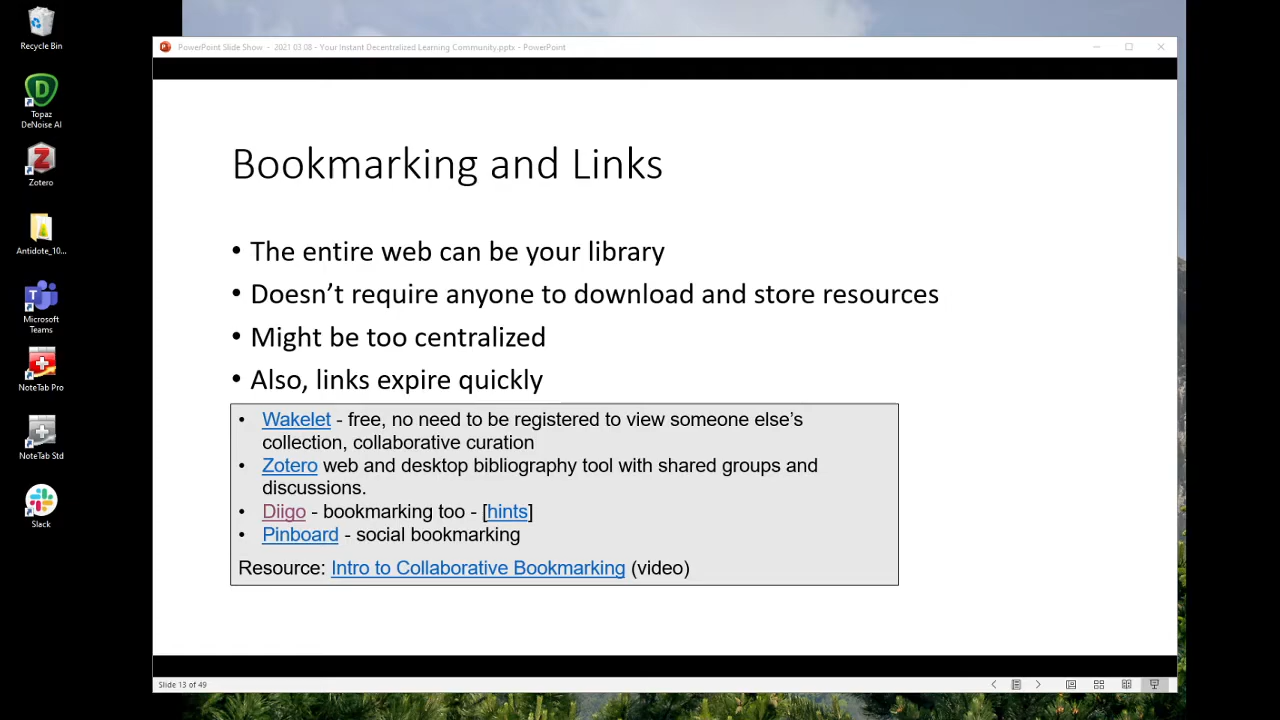 Recycle Bin
Topaz
DeNoise AI
Zotero
Antidote_10...
Microsoft
Teams
NoteTab Pro
NoteTab Std
Slack
PowerPoint Slide Show - 2021 03.08 - Your Instant Decentralized Learning Community.pptx - PowerPoint
Bookmarking and Links
• The entire web can be your library
• Doesn’t require anyone to download and store resources
• Might be too centralized
• Also, links expire quickly
• Wakelet - free, no need to be registered to view someone else’s
collection, collaborative curation
• Zotero web and desktop bibliography tool with shared groups and
discussions.
• Diigo - bookmarking too - [hints]
• Pinboard - social bookmarking
Resource: Intro to Collaborative Bookmarking (video)
Slide 13 of 49